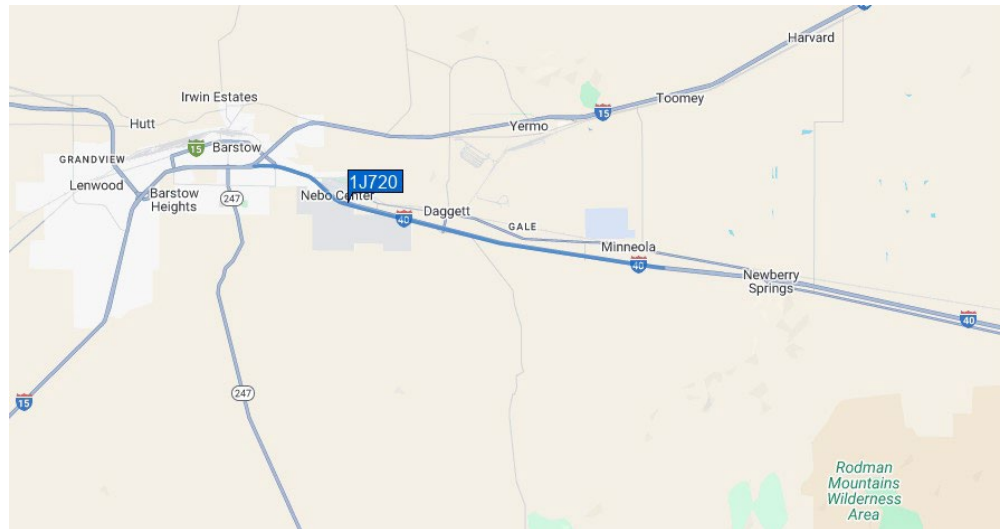 Harvard
Irwin Estates
Toomey
Hutt
15
Yermo
15
Barstow
GRANDVIEW
Lenwood
1J720
Barstow
Heights
247
Nebo Center
Daggett
40
GALE
Minneola
40
Newberry
Springs
40
247
15
Rodman
Mountains
Wilderness
Area